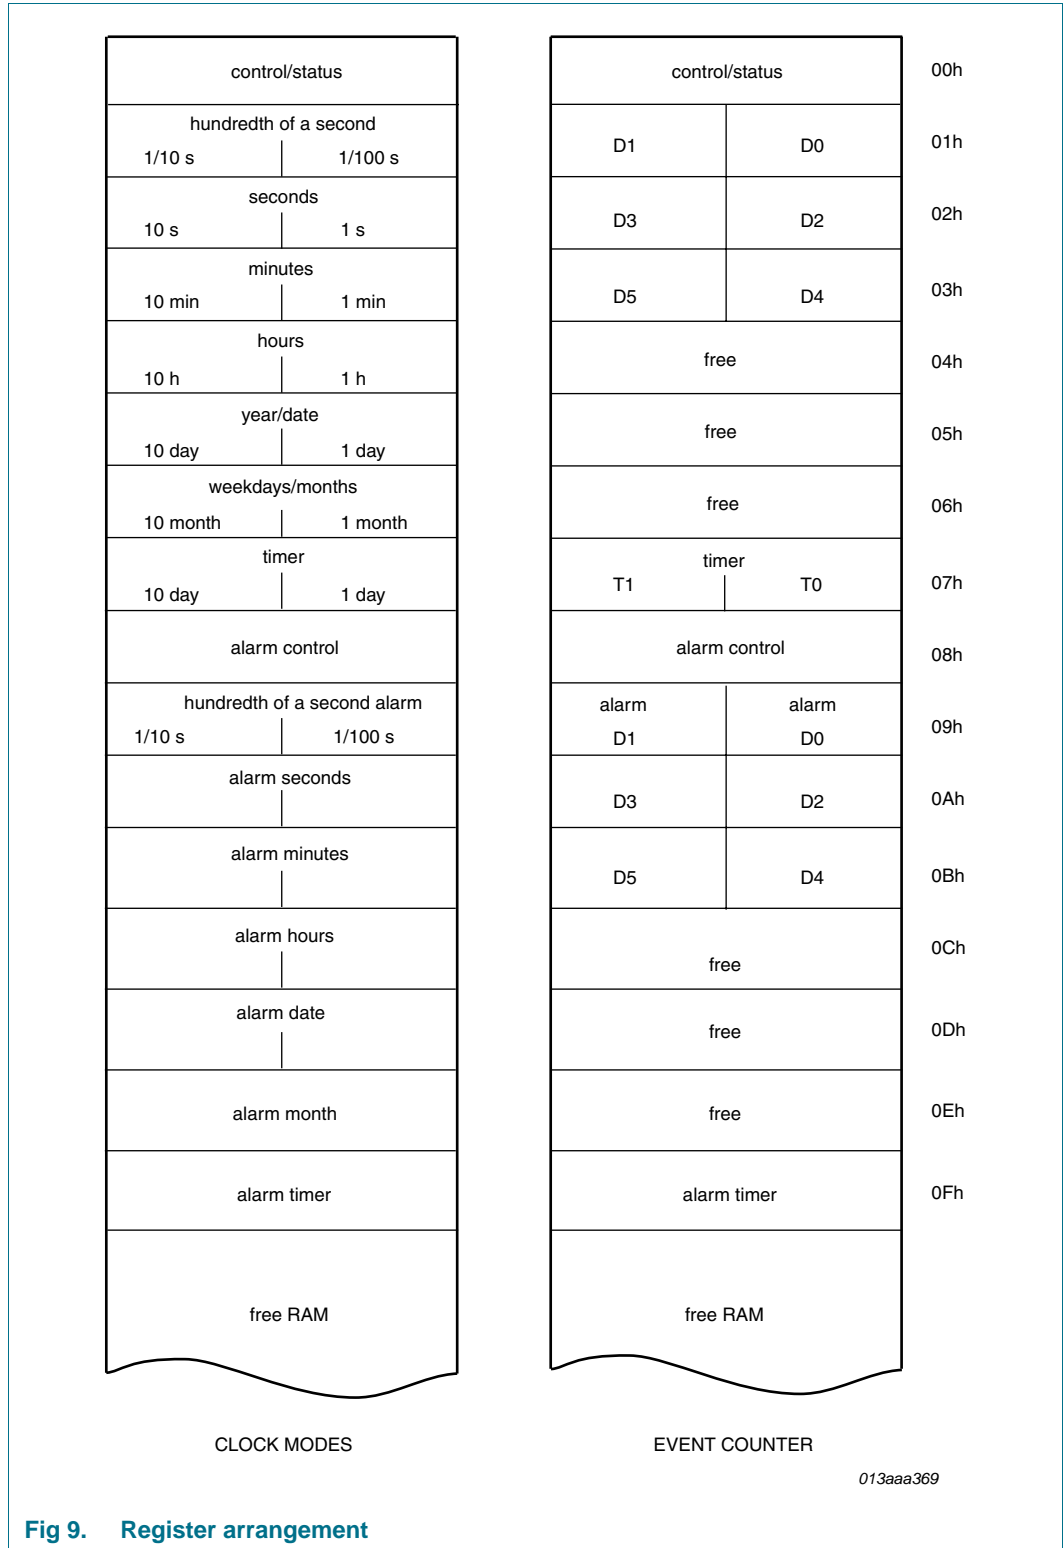 control/status control/status 00h
hundredth of a second
1/10 s 1/100 s D1 D0 01h
seconds
10 s 1 s D3 D2 02h
minutes
10 min 1 min D5 D4 03h
hours
10 h 1 h free 04h
year/date
10 day 1 day free 05h
weekdays/months
10 month 1 month free 06h
timer timer
10 day 1 day T1 T0 07h
alarm control alarm control 08h
hundredth of a second alarm alarm alarm
1/10 s 1/100 s D1 D0 09h
alarm seconds
D3 D2 0Ah
alarm minutes
D5 D4 0Bh
alarm hours
free 0Ch
alarm date
free 0Dh
alarm month free 0Eh
alarm timer alarm timer 0Fh
free RAM free RAM
CLOCK MODES EVENT COUNTER
013aaa369
Fig 9. Register arrangement